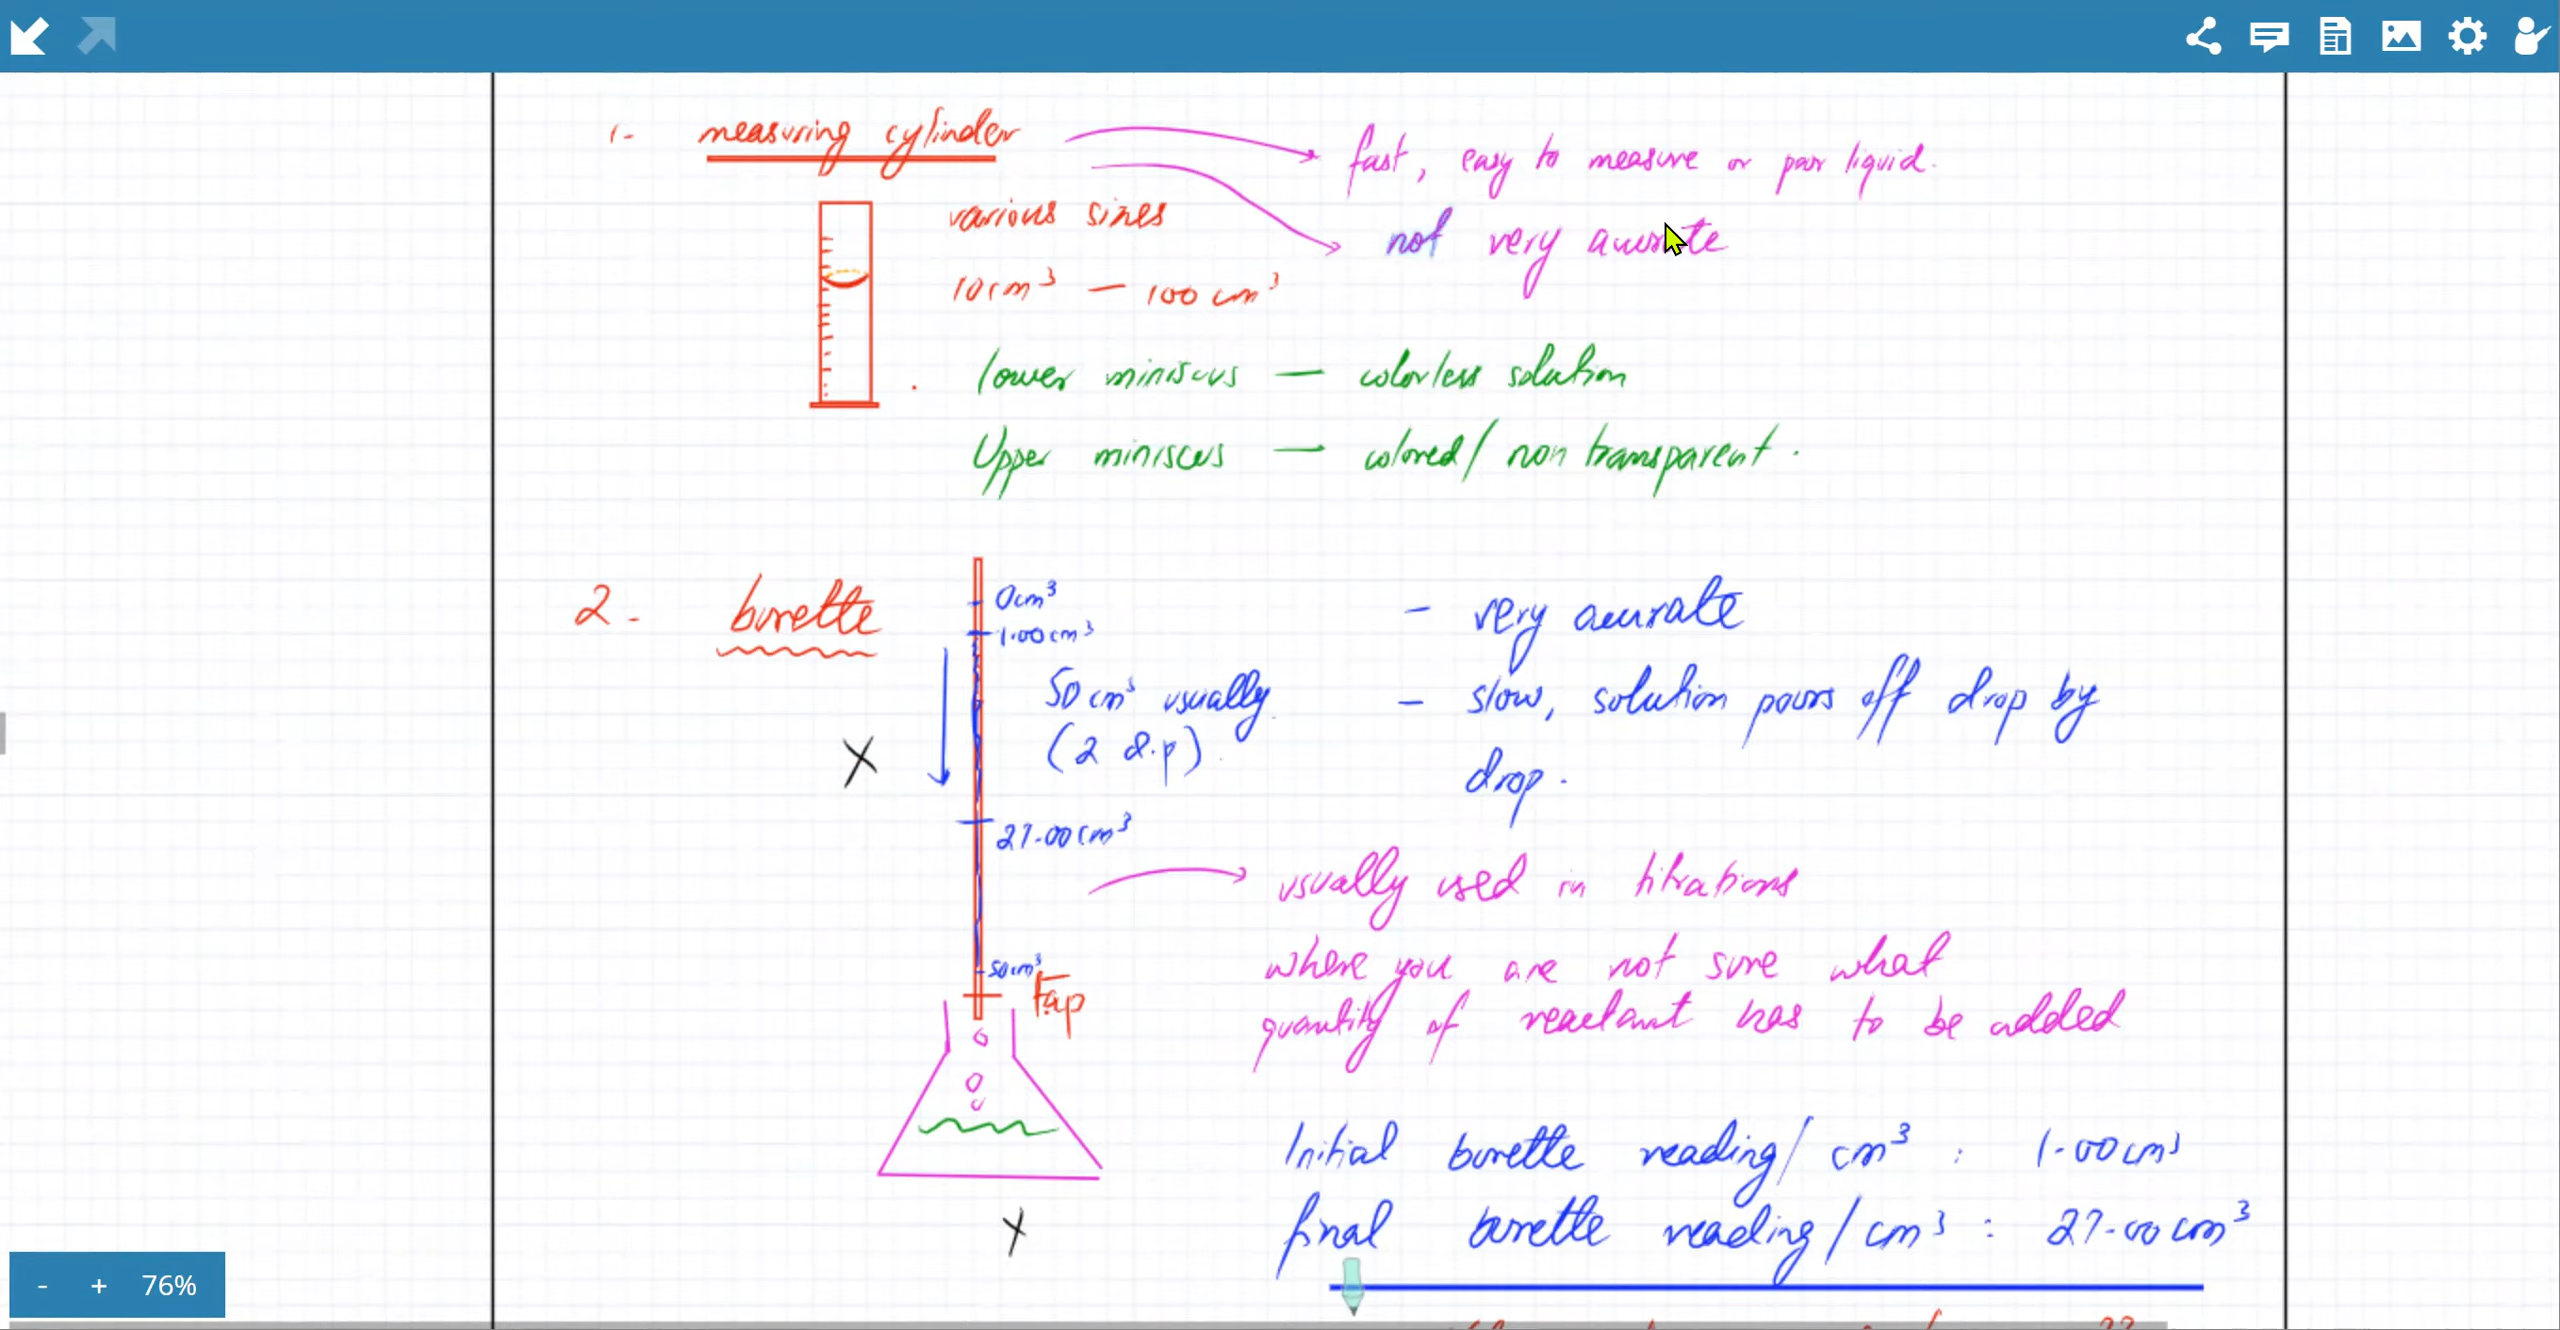 1- measuring cylinder
fast, easy to measure or pour liquid.
various sizes
not very accurate
10cm³ — 100 cm³
lower miniscus — colorless solution
Upper miniscus — colored / non transparent.
2- burette
0cm³
1.00cm³
50 cm³ usually
(2 d.p)
27.00cm³
50cm³
Tap
- very accurate
- slow, solution pours off drop by
drop.
usually used in titrations
where you are not sure what
quantity of reactant has to be added
Initial burette reading / cm³ : 1.00cm³
final burette reading / cm³ : 27.00cm³
- + 76%